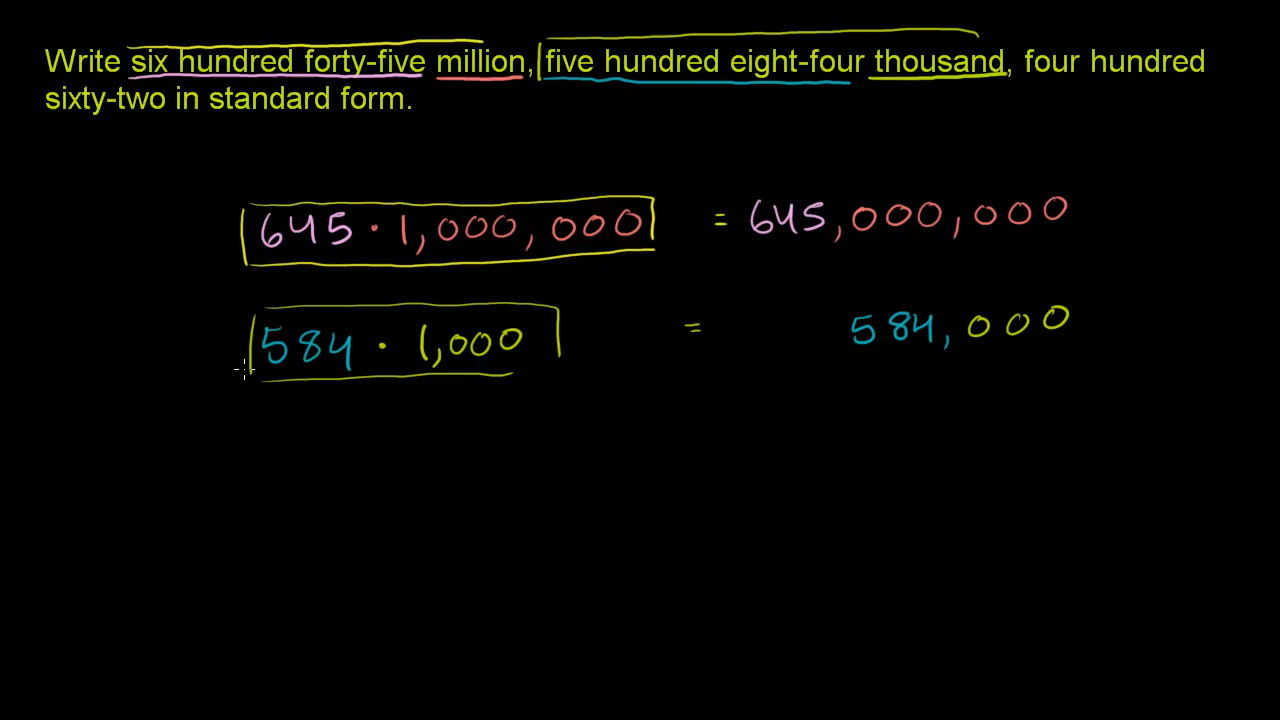 Write six hundred forty-five million, five hundred eight-four thousand, four hundred
sixty-two in standard form.
645 · 1,000,000 = 645,000,000
584 · 1,000 = 584,000